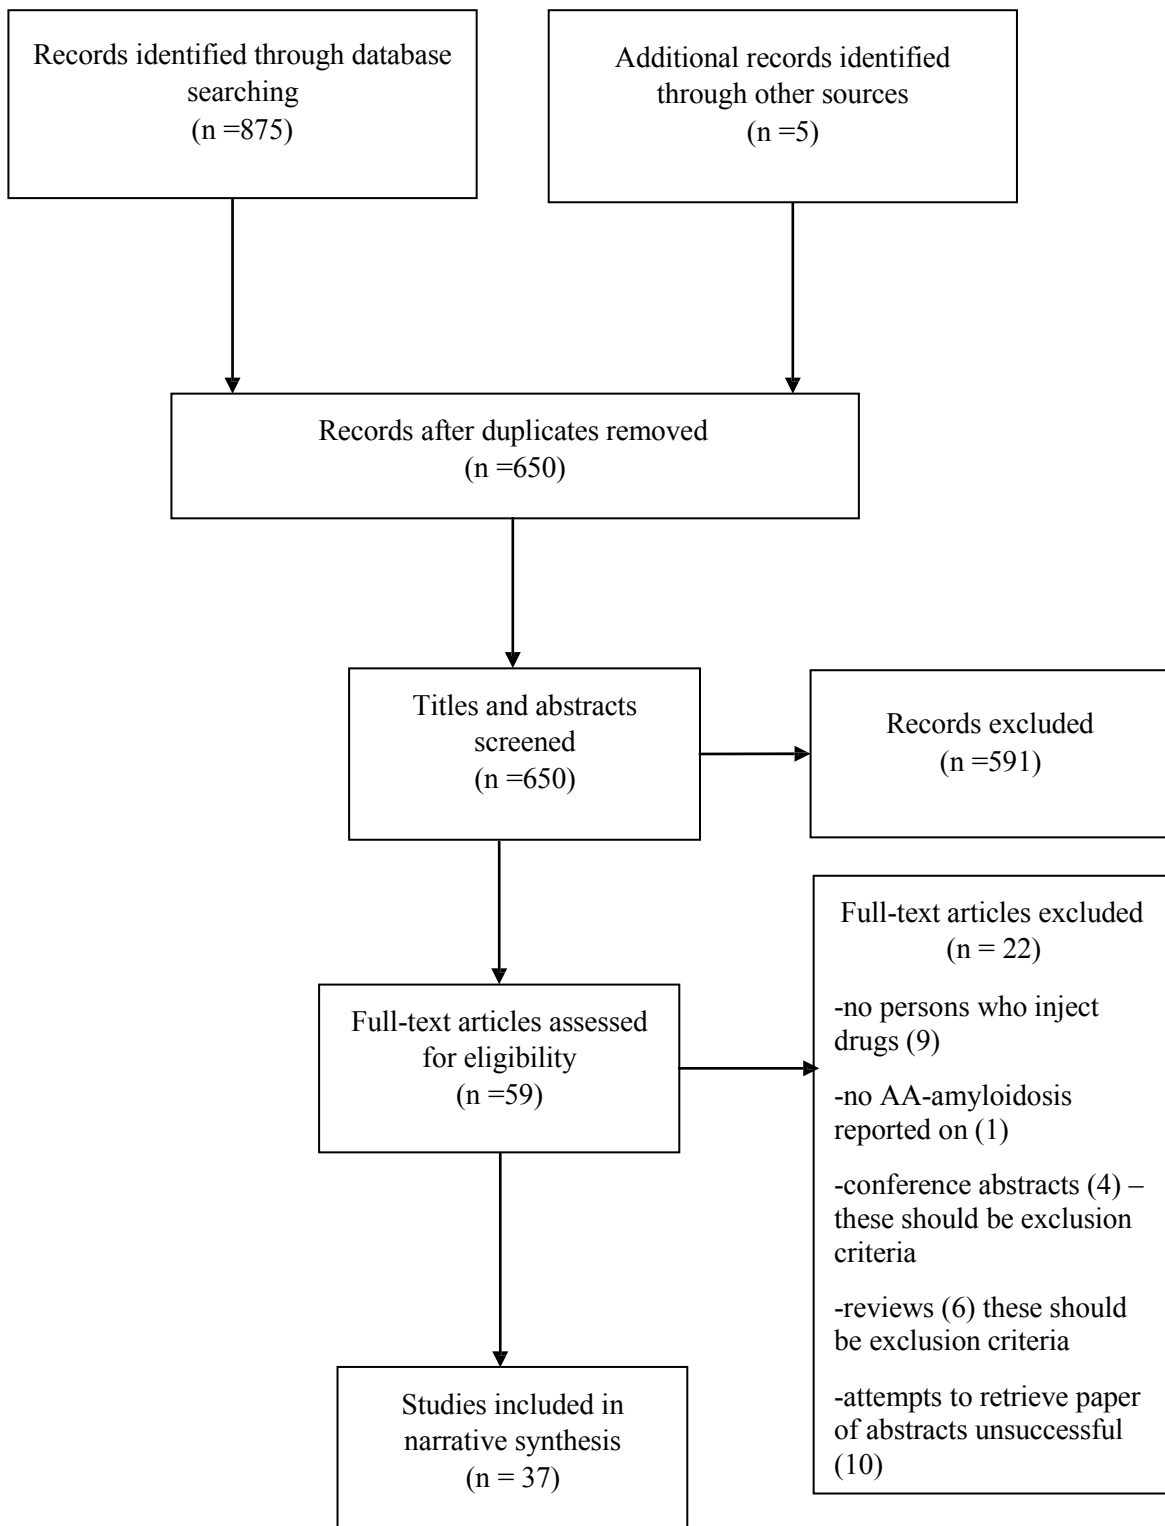 Records identified through database
searching
(n =875)
Additional records identified
through other sources
(n =5)
Records after duplicates removed
(n =650)
Titles and abstracts
screened
(n =650)
Records excluded
(n =591)
Full-text articles assessed
for eligibility
(n =59)
Full-text articles excluded
(n = 22)
-no persons who inject
drugs (9)
-no AA-amyloidosis
reported on (1)
-conference abstracts (4) –
these should be exclusion
criteria
-reviews (6) these should
be exclusion criteria
-attempts to retrieve paper
of abstracts unsuccessful
(10)
Studies included in
narrative synthesis
(n = 37)